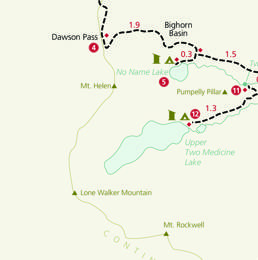 1.9
Bighorn
Basin
Dawson Pass
4
0.3
1.5
No Name Lake
5
Mt. Helen
Pumpelly Pillar
11
1.3
12
Upper
Two Medicine
Lake
Lone Walker Mountain
Mt. Rockwell
CONTIN